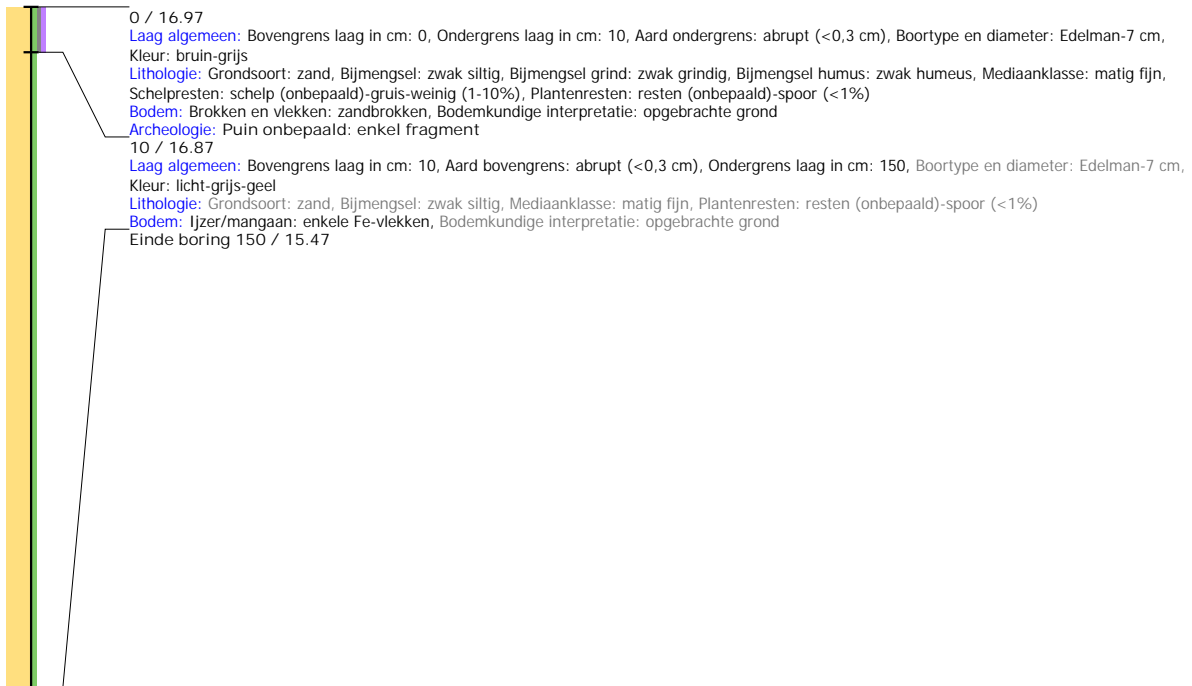 0 / 16.97
Laag algemeen: Bovengrens laag in cm: 0, Ondergrens laag in cm: 10, Aard ondergrens: abrupt (<0,3 cm), Boortype en diameter: Edelman-7 cm,
Kleur: bruin-grijs
Lithologie: Grondsoort: zand, Bijmengsel: zwak siltig, Bijmengsel grind: zwak grindig, Bijmengsel humus: zwak humeus, Mediaanklasse: matig fijn,
Schelpresten: schelp (onbepaald)-gruis-weinig (1-10%), Plantenresten: resten (onbepaald)-spoor (<1%)
Bodem: Brokken en vlekken: zandbrokken, Bodemkundige interpretatie: opgebrachte grond
Archeologie: Puin onbepaald: enkel fragment
10 / 16.87
Laag algemeen: Bovengrens laag in cm: 10, Aard bovengrens: abrupt (<0,3 cm), Ondergrens laag in cm: 150, Boortype en diameter: Edelman-7 cm,
Kleur: licht-grijs-geel
Lithologie: Grondsoort: zand, Bijmengsel: zwak siltig, Mediaanklasse: matig fijn, Plantenresten: resten (onbepaald)-spoor (<1%)
Bodem: Ijzer/mangaan: enkele Fe-vlekken, Bodemkundige interpretatie: opgebrachte grond
Einde boring 150 / 15.47